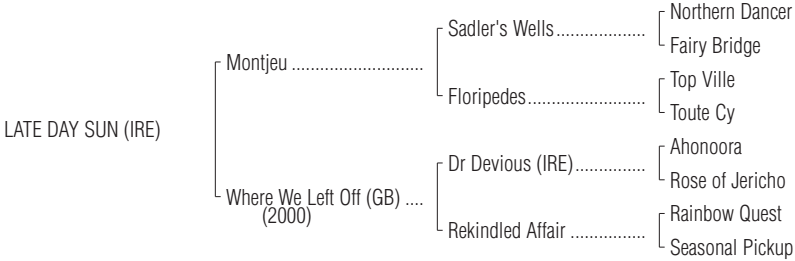 Northern Dancer
Sadler's Wells...................
Fairy Bridge
Montjeu ............................
Top Ville
Floripedes.........................
Toute Cy
LATE DAY SUN (IRE)
Ahonoora
Dr Devious (IRE)...............
Rose of Jericho
Where We Left Off (GB) ....
(2000)
Rainbow Quest
Rekindled Affair ................
Seasonal Pickup